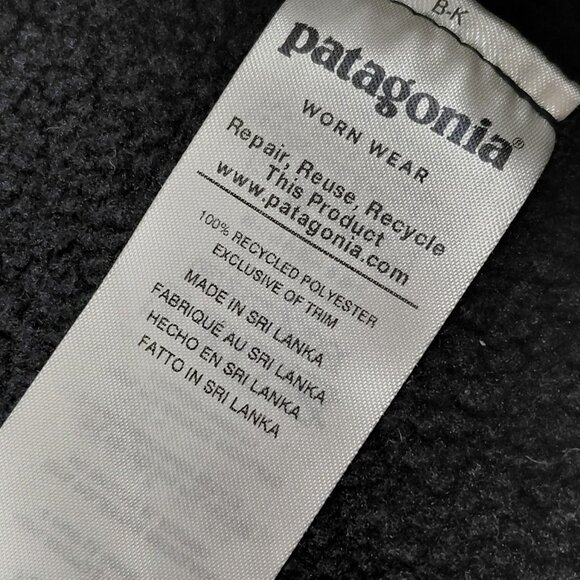 B-K
patagonia®
WORN WEAR
Repair, Reuse, Recycle
This Product
www.patagonia.com
100% RECYCLED POLYESTER
EXCLUSIVE OF TRIM
MADE IN SRI LANKA
FABRIQUÉ AU SRI LANKA
HECHO EN SRI LANKA
FATTO IN SRI LANKA